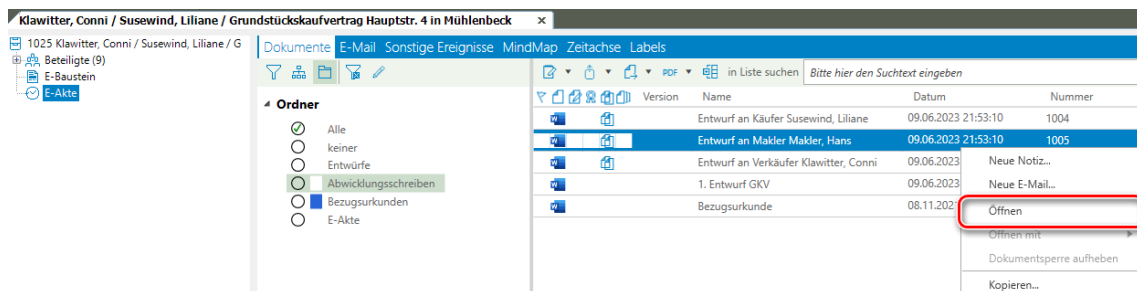 Klawitter, Conni / Susewind, Liliane / Grundstückskaufvertrag Hauptstr. 4 in Mühlenbeck ×
1025 Klawitter, Conni / Susewind, Liliane / G
Beteiligte (9)
E-Baustein
E-Akte
Dokumente E-Mail Sonstige Ereignisse MindMap Zeitachse Labels
PDF in Liste suchen Bitte hier den Suchtext eingeben
Ordner
Alle
keiner
Entwürfe
Abwicklungsschreiben
Bezugsurkunden
E-Akte
Version Name Datum Nummer
Entwurf an Käufer Susewind, Liliane 09.06.2023 21:53:10 1004
Entwurf an Makler Makler, Hans 09.06.2023 21:53:10 1005
Entwurf an Verkäufer Klawitter, Conni 09.06.2023
1. Entwurf GKV 09.06.2023
Bezugsurkunde 08.11.202
Neue Notiz...
Neue E-Mail...
Öffnen
Öffnen mit
Dokumentsperre aufheben
Kopieren...